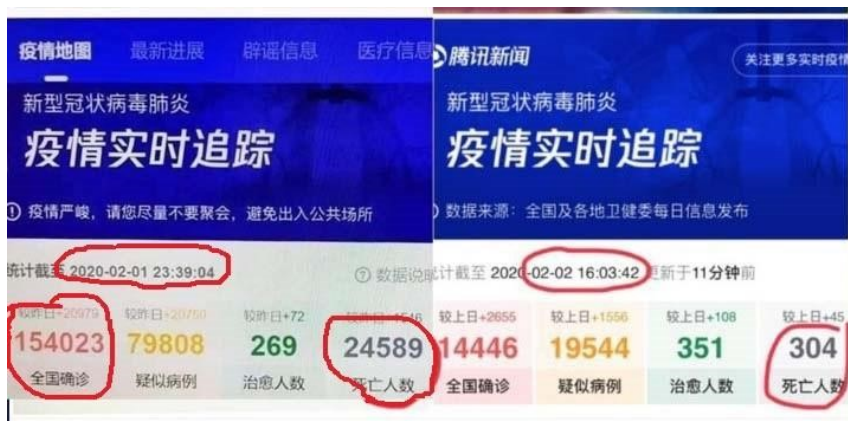 疫情地图 最新进展 辟谣信息 医疗信息
新型冠状病毒肺炎
疫情实时追踪
疫情严峻，请您尽量不要聚会，避免出入公共场所
统计截至 2020-02-01 23:39:04 数据说
较昨日+20979 较昨日+20750 较昨日+72
154023 79808 269 24589
全国确诊 疑似病例 治愈人数 死亡人数
腾讯新闻 关注更多实时疫情
新型冠状病毒肺炎
疫情实时追踪
数据来源：全国及各地卫健委每日信息发布
计截至 2020-02-02 16:03:42 更新于11分钟前
较上日+2655 较上日+1556 较上日+108 较上日+45
14446 19544 351 304
全国确诊 疑似病例 治愈人数 死亡人数